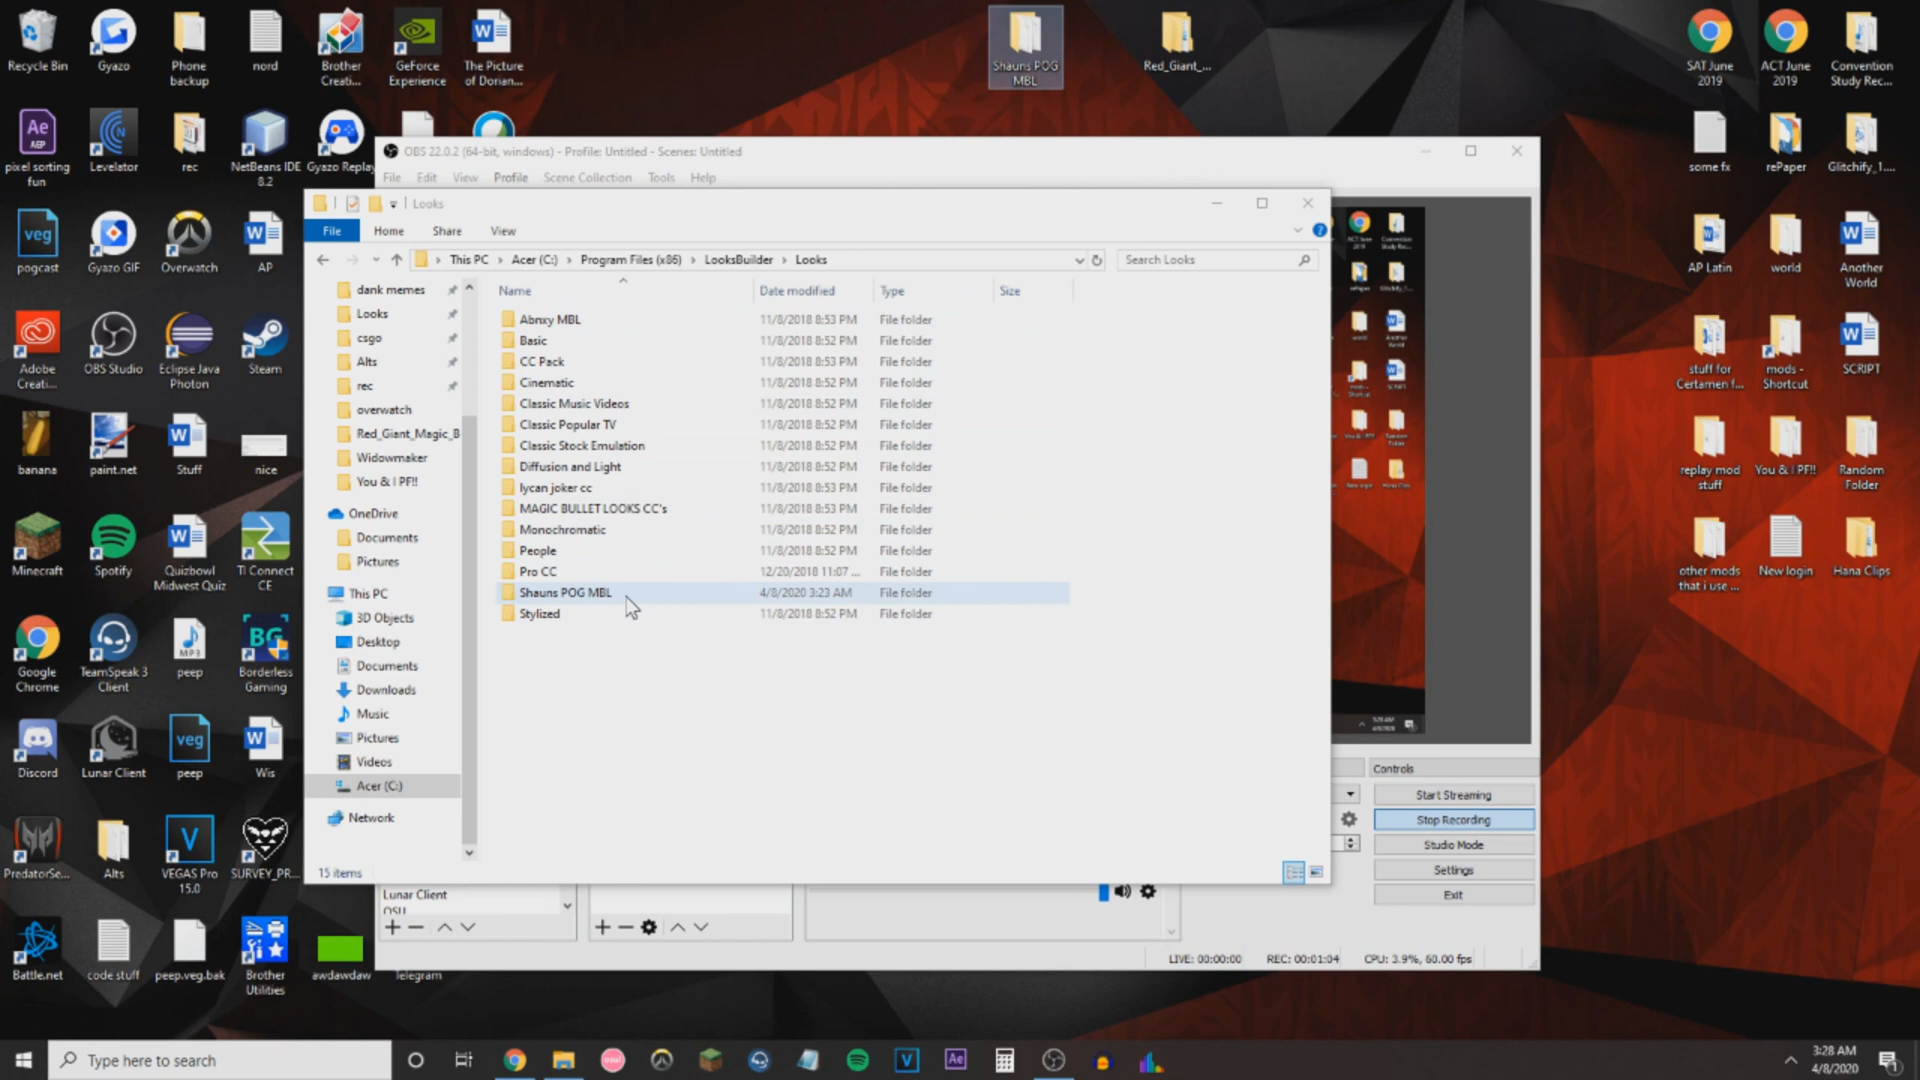 Recycle Bin
Gyazo
Phone
backup
nord
Brother
Creati...
GeForce
Experience
The Picture
of Dorian...
Shauns POG
MBL
Red_Giant_...
SAT June
2019
ACT June
2019
Convention
Study Rec...
pixel sorting
fun
Levelator
rec
NetBeans IDE
8.2
Gyazo Replay
some fx
rePaper
Glitchify_1....
OBS 22.0.2 (64-bit, windows) - Profile: Untitled - Scenes: Untitled
File Edit View Profile Scene Collection Tools Help
Looks
File Home Share View
This PC > Acer (C:) > Program Files (x86) > LooksBuilder > Looks
Search Looks
pogcast
Gyazo GIF
Overwatch
AP
AP Latin
world
Another
World
Adobe
Creati...
OBS Studio
Eclipse Java
Photon
Steam
stuff for
Certamen f...
mods -
Shortcut
SCRIPT
banana
paint.net
Stuff
nice
replay mod
stuff
You & I PF!!
Random
Folder
Minecraft
Spotify
Quizbowl
Midwest Quiz
TI Connect
CE
other mods
that i use ...
New login
Hana Clips
Google
Chrome
TeamSpeak 3
Client
peep
Borderless
Gaming
Discord
Lunar Client
peep
Wis
PredatorSe...
Alts
VEGAS Pro
15.0
SURVEY_PR...
Battle.net
code stuff
peep.veg.bak
Brother
Utilities
awdawdaw
Telegram
dank memes
Looks
csgo
Alts
rec
overwatch
Red_Giant_Magic_B
Widowmaker
You & I PF!!
OneDrive
Documents
Pictures
This PC
3D Objects
Desktop
Documents
Downloads
Music
Pictures
Videos
Acer (C:)
Network
Name Date modified Type Size
Abnxy MBL 11/8/2018 8:53 PM File folder
Basic 11/8/2018 8:52 PM File folder
CC Pack 11/8/2018 8:53 PM File folder
Cinematic 11/8/2018 8:52 PM File folder
Classic Music Videos 11/8/2018 8:52 PM File folder
Classic Popular TV 11/8/2018 8:52 PM File folder
Classic Stock Emulation 11/8/2018 8:52 PM File folder
Diffusion and Light 11/8/2018 8:52 PM File folder
lycan joker cc 11/8/2018 8:53 PM File folder
MAGIC BULLET LOOKS CC's 11/8/2018 8:53 PM File folder
Monochromatic 11/8/2018 8:52 PM File folder
People 11/8/2018 8:52 PM File folder
Pro CC 12/20/2018 11:07 ... File folder
Shauns POG MBL 4/8/2020 3:23 AM File folder
Stylized 11/8/2018 8:52 PM File folder
15 items
Lunar Client
OSU
Controls
Start Streaming
Stop Recording
Studio Mode
Settings
Exit
LIVE: 00:00:00 REC: 00:01:04 CPU: 3.9%, 60.00 fps
Type here to search
3:28 AM
4/8/2020